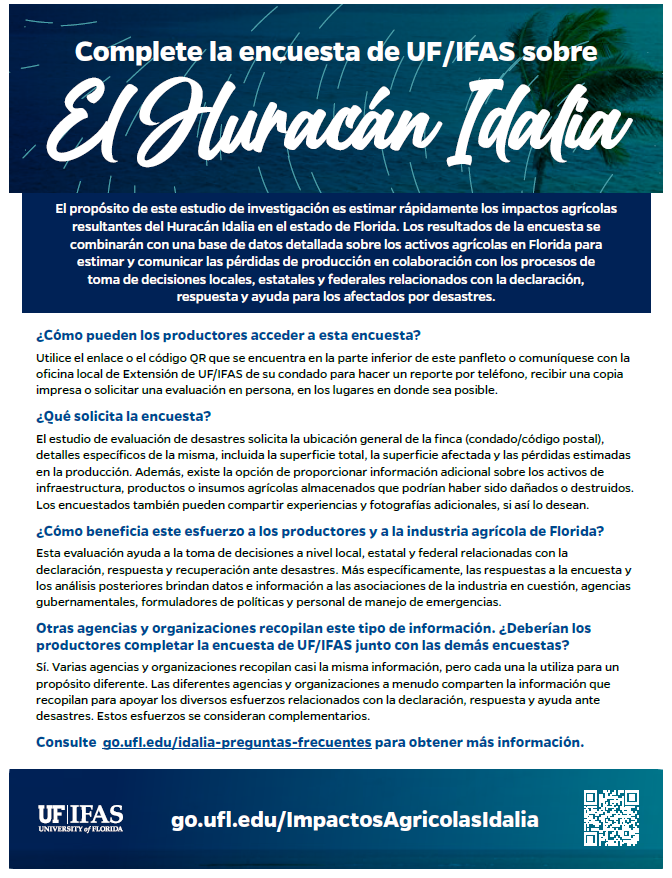 Complete la encuesta de UF/IFAS sobre
El Huracán Idalia
El propósito de este estudio de investigación es estimar rápidamente los impactos agrícolas
resultantes del Huracán Idalia en el estado de Florida. Los resultados de la encuesta se
combinarán con una base de datos detallada sobre los activos agrícolas en Florida para
estimar y comunicar las pérdidas de producción en colaboración con los procesos de
toma de decisiones locales, estatales y federales relacionados con la declaración,
respuesta y ayuda para los afectados por desastres.
¿Cómo pueden los productores acceder a esta encuesta?
Utilice el enlace o el código QR que se encuentra en la parte inferior de este panfleto o comuníquese con la
oficina local de Extensión de UF/IFAS de su condado para hacer un reporte por teléfono, recibir una copia
impresa o solicitar una evaluación en persona, en los lugares en donde sea posible.
¿Qué solicita la encuesta?
El estudio de evaluación de desastres solicita la ubicación general de la finca (condado/código postal),
detalles específicos de la misma, incluida la superficie total, la superficie afectada y las pérdidas estimadas
en la producción. Además, existe la opción de proporcionar información adicional sobre los activos de
infraestructura, productos o insumos agrícolas almacenados que podrían haber sido dañados o destruidos.
Los encuestados también pueden compartir experiencias y fotografías adicionales, si así lo desean.
¿Cómo beneficia este esfuerzo a los productores y a la industria agrícola de Florida?
Esta evaluación ayuda a la toma de decisiones a nivel local, estatal y federal relacionadas con la
declaración, respuesta y recuperación ante desastres. Más específicamente, las respuestas a la encuesta y
los análisis posteriores brindan datos e información a las asociaciones de la industria en cuestión, agencias
gubernamentales, formuladores de políticas y personal de manejo de emergencias.
Otras agencias y organizaciones recopilan este tipo de información. ¿Deberían los
productores completar la encuesta de UF/IFAS junto con las demás encuestas?
Sí. Varias agencias y organizaciones recopilan casi la misma información, pero cada una la utiliza para un
propósito diferente. Las diferentes agencias y organizaciones a menudo comparten la información que
recopilan para apoyar los diversos esfuerzos relacionados con la declaración, respuesta y ayuda ante
desastres. Estos esfuerzos se consideran complementarios.
Consulte go.ufl.edu/idalia-preguntas-frecuentes para obtener más información.
UF|IFAS
UNIVERSITY of FLORIDA
go.ufl.edu/ImpactosAgricolasIdalia